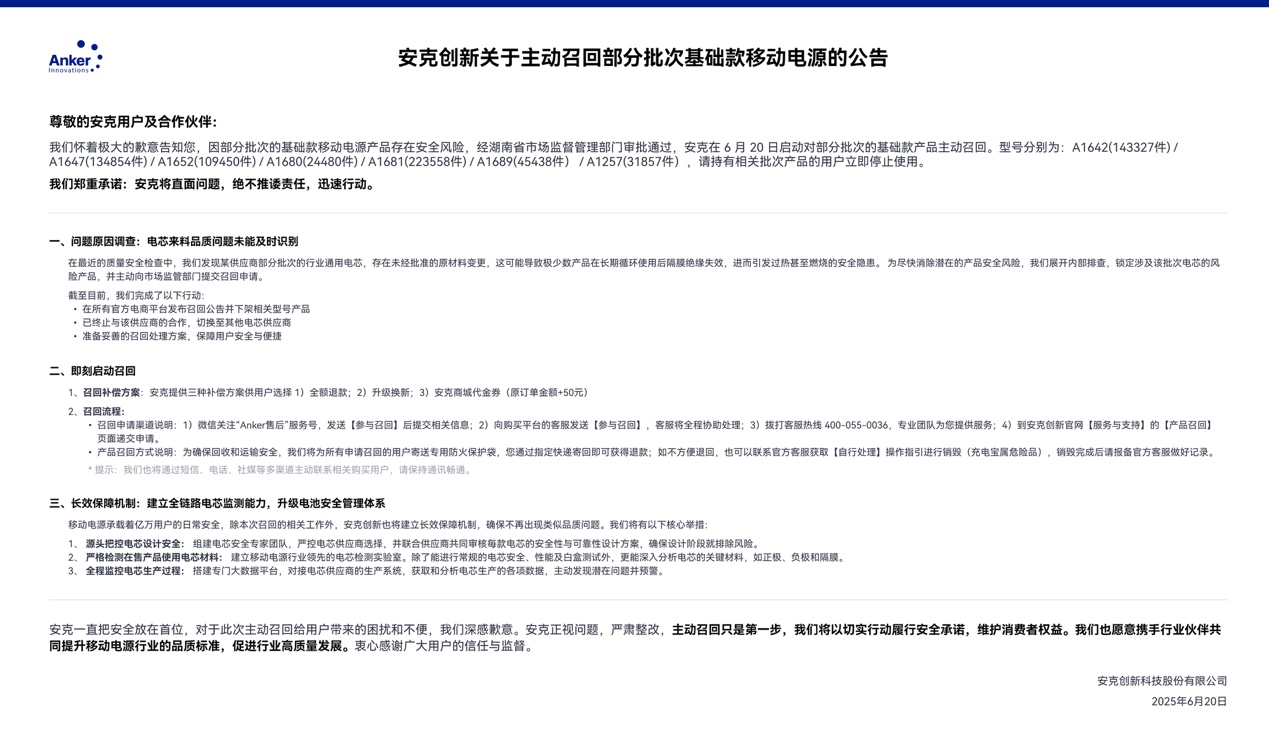 Anker
Innovations
安克创新关于主动召回部分批次基础款移动电源的公告
尊敬的安克用户及合作伙伴：
我们怀着极大的歉意告知您，因部分批次的基础款移动电源产品存在安全风险，经湖南省市场监督管理部门审批通过，安克在 6 月 20 日启动对部分批次的基础款产品主动召回。型号分别为：A1642(143327件) /
A1647(134854件) / A1652(109450件) / A1680(24480件) / A1681(223558件) / A1689(45438件） / A1257(31857件），请持有相关批次产品的用户立即停止使用。
我们郑重承诺：安克将直面问题，绝不推诿责任，迅速行动。
一、问题原因调查：电芯来料品质问题未能及时识别
在最近的质量安全检查中，我们发现某供应商部分批次的行业通用电芯，存在未经批准的原材料变更，这可能导致极少数产品在长期循环使用后隔膜绝缘失效，进而引发过热甚至燃烧的安全隐患。 为尽快消除潜在的产品安全风险，我们展开内部排查，锁定涉及该批次电芯的风
险产品，并主动向市场监管部门提交召回申请。
截至目前，我们完成了以下行动：
• 在所有官方电商平台发布召回公告并下架相关型号产品
• 已终止与该供应商的合作，切换至其他电芯供应商
• 准备妥善的召回处理方案，保障用户安全与便捷
二、即刻启动召回
1、召回补偿方案：安克提供三种补偿方案供用户选择 1）全额退款；2）升级换新；3）安克商城代金券（原订单金额+50元）
2、召回流程：
• 召回申请渠道说明：1）微信关注“Anker售后”服务号，发送【参与召回】后提交相关信息；2）向购买平台的客服发送【参与召回】，客服将全程协助处理；3）拨打客服热线 400-055-0036，专业团队为您提供服务；4）到安克创新官网【服务与支持】的【产品召回】
页面递交申请。
• 产品召回方式说明：为确保回收和运输安全，我们将为所有申请召回的用户寄送专用防火保护袋，您通过指定快递寄回即可获得退款；如不方便退回，也可以联系官方客服获取【自行处理】操作指引进行销毁（充电宝属危险品），销毁完成后请报备官方客服做好记录。
* 提示：我们也将通过短信、电话、社媒等多渠道主动联系相关购买用户，请保持通讯畅通。
三、长效保障机制：建立全链路电芯监测能力，升级电池安全管理体系
移动电源承载着亿万用户的日常安全，除本次召回的相关工作外，安克创新也将建立长效保障机制，确保不再出现类似品质问题。我们将有以下核心举措：
1、 源头把控电芯设计安全： 组建电芯安全专家团队，严控电芯供应商选择，并联合供应商共同审核每款电芯的安全性与可靠性设计方案，确保设计阶段就排除风险。
2、 严格检测在售产品使用电芯材料： 建立移动电源行业领先的电芯检测实验室。除了能进行常规的电芯安全、性能及白盒测试外，更能深入分析电芯的关键材料，如正极、负极和隔膜。
3、 全程监控电芯生产过程： 搭建专门大数据平台，对接电芯供应商的生产系统，获取和分析电芯生产的各项数据，主动发现潜在问题并预警。
安克一直把安全放在首位，对于此次主动召回给用户带来的困扰和不便，我们深感歉意。安克正视问题，严肃整改，主动召回只是第一步，我们将以切实行动履行安全承诺，维护消费者权益。我们也愿意携手行业伙伴共
同提升移动电源行业的品质标准，促进行业高质量发展。衷心感谢广大用户的信任与监督。
安克创新科技股份有限公司
2025年6月20日